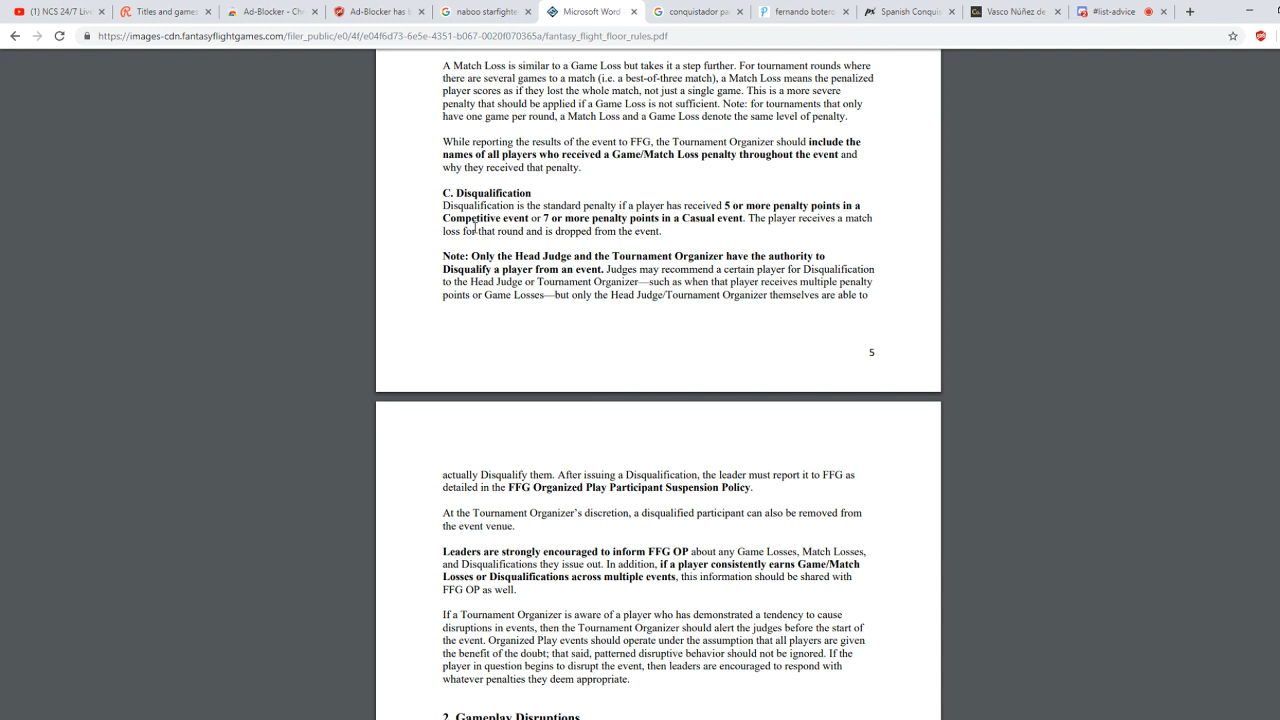 (1) NCS 24/7 Liv
Titles and game
Ad-Blocker - Chr
Ad-Blocker has b
naboo starfighte
Microsoft Word -
conquistador pa
fernando botero
Spanish Conquis
Vasco Núñez de
#list-advice
https://images-cdn.fantasyflightgames.com/filer_public/e0/4f/e04f6d73-6e5e-4351-b067-0020f070365a/fantasy_flight_floor_rules.pdf
A Match Loss is similar to a Game Loss but takes it a step further. For tournament rounds where
there are several games to a match (i.e. a best-of-three match), a Match Loss means the penalized
player scores as if they lost the whole match, not just a single game. This is a more severe
penalty that should be applied if a Game Loss is not sufficient. Note: for tournaments that only
have one game per round, a Match Loss and a Game Loss denote the same level of penalty.
While reporting the results of the event to FFG, the Tournament Organizer should include the
names of all players who received a Game/Match Loss penalty throughout the event and
why they received that penalty.
C. Disqualification
Disqualification is the standard penalty if a player has received 5 or more penalty points in a
Competitive event or 7 or more penalty points in a Casual event. The player receives a match
loss for that round and is dropped from the event.
Note: Only the Head Judge and the Tournament Organizer have the authority to
Disqualify a player from an event. Judges may recommend a certain player for Disqualification
to the Head Judge or Tournament Organizer—such as when that player receives multiple penalty
points or Game Losses—but only the Head Judge/Tournament Organizer themselves are able to
5
actually Disqualify them. After issuing a Disqualification, the leader must report it to FFG as
detailed in the FFG Organized Play Participant Suspension Policy.
At the Tournament Organizer's discretion, a disqualified participant can also be removed from
the event venue.
Leaders are strongly encouraged to inform FFG OP about any Game Losses, Match Losses,
and Disqualifications they issue out. In addition, if a player consistently earns Game/Match
Losses or Disqualifications across multiple events, this information should be shared with
FFG OP as well.
If a Tournament Organizer is aware of a player who has demonstrated a tendency to cause
disruptions in events, then the Tournament Organizer should alert the judges before the start of
the event. Organized Play events should operate under the assumption that all players are given
the benefit of the doubt; that said, patterned disruptive behavior should not be ignored. If the
player in question begins to disrupt the event, then leaders are encouraged to respond with
whatever penalties they deem appropriate.
2. Gameplay Disruptions